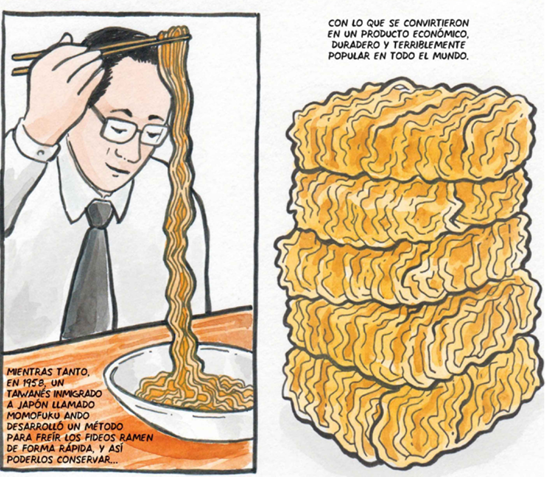 MIENTRAS TANTO,
EN 1958, UN
TAIWANÉS INMIGRADO
A JAPÓN LLAMADO
MOMOFUKU ANDO
DESARROLLÓ UN MÉTODO
PARA FREÍR LOS FIDEOS RAMEN
DE FORMA RÁPIDA, Y ASÍ
PODERLOS CONSERVAR...
CON LO QUE SE CONVIRTIERON
EN UN PRODUCTO ECONÓMICO,
DURADERO Y TERRIBLEMENTE
POPULAR EN TODO EL MUNDO.